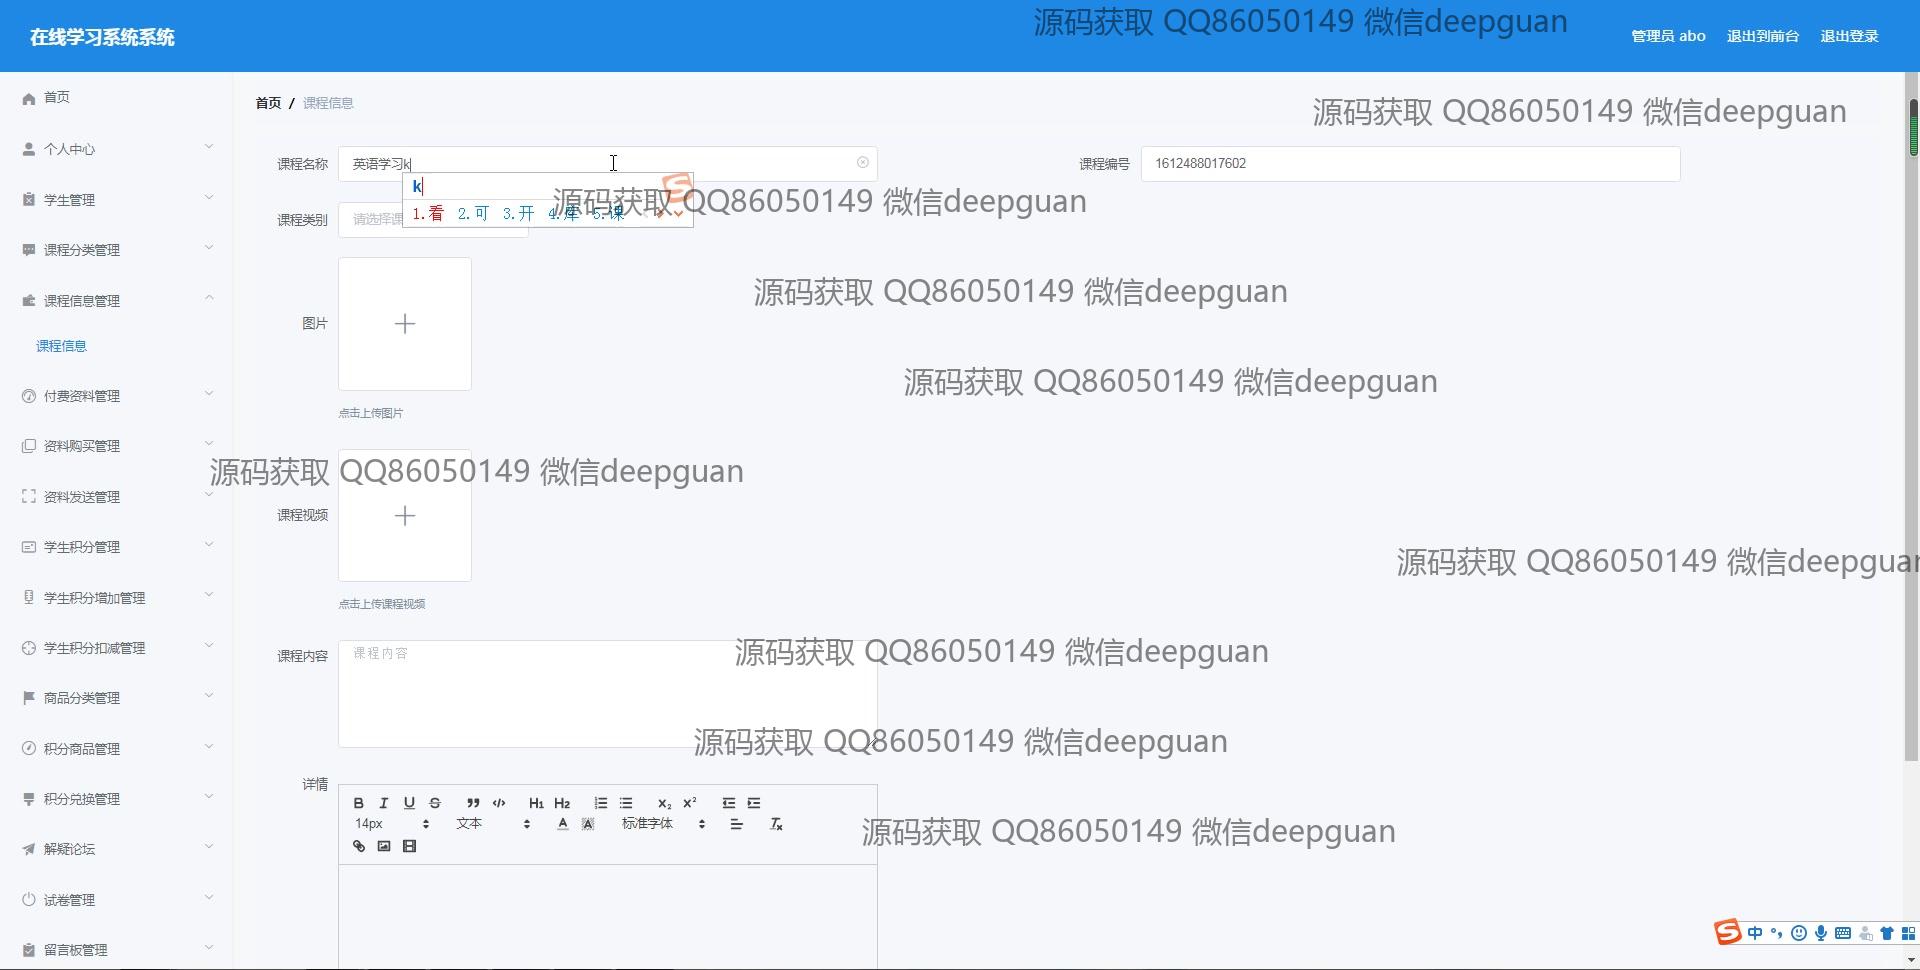 在线学习系统系统
源码获取 QQ86050149 微信deepguan
管理员 abo 退出到前台 退出登录
首页
首页 / 课程信息
源码获取 QQ86050149 微信deepguan
个人中心
课程名称 英语学习k
课程编号 1612488017602
k
学生管理
源码获取 QQ86050149 微信deepguan
1.看 2.可 3.开 4.库 5.课
课程类别 请选择课
课程分类管理
源码获取 QQ86050149 微信deepguan
课程信息管理
图片
课程信息
源码获取 QQ86050149 微信deepguan
付费资料管理
点击上传图片
资料购买管理
源码获取 QQ86050149 微信deepguan
资料发送管理
课程视频
学生积分管理
源码获取 QQ86050149 微信deepguan
学生积分增加管理
点击上传课程视频
学生积分扣减管理
课程内容 课程内容
源码获取 QQ86050149 微信deepguan
商品分类管理
积分商品管理
源码获取 QQ86050149 微信deepguan
详情
积分兑换管理
B I U S H1 H2 X2 X2
14px 文本 A A 标准字体 Tx
源码获取 QQ86050149 微信deepguan
解疑论坛
试卷管理
S 中
留言板管理